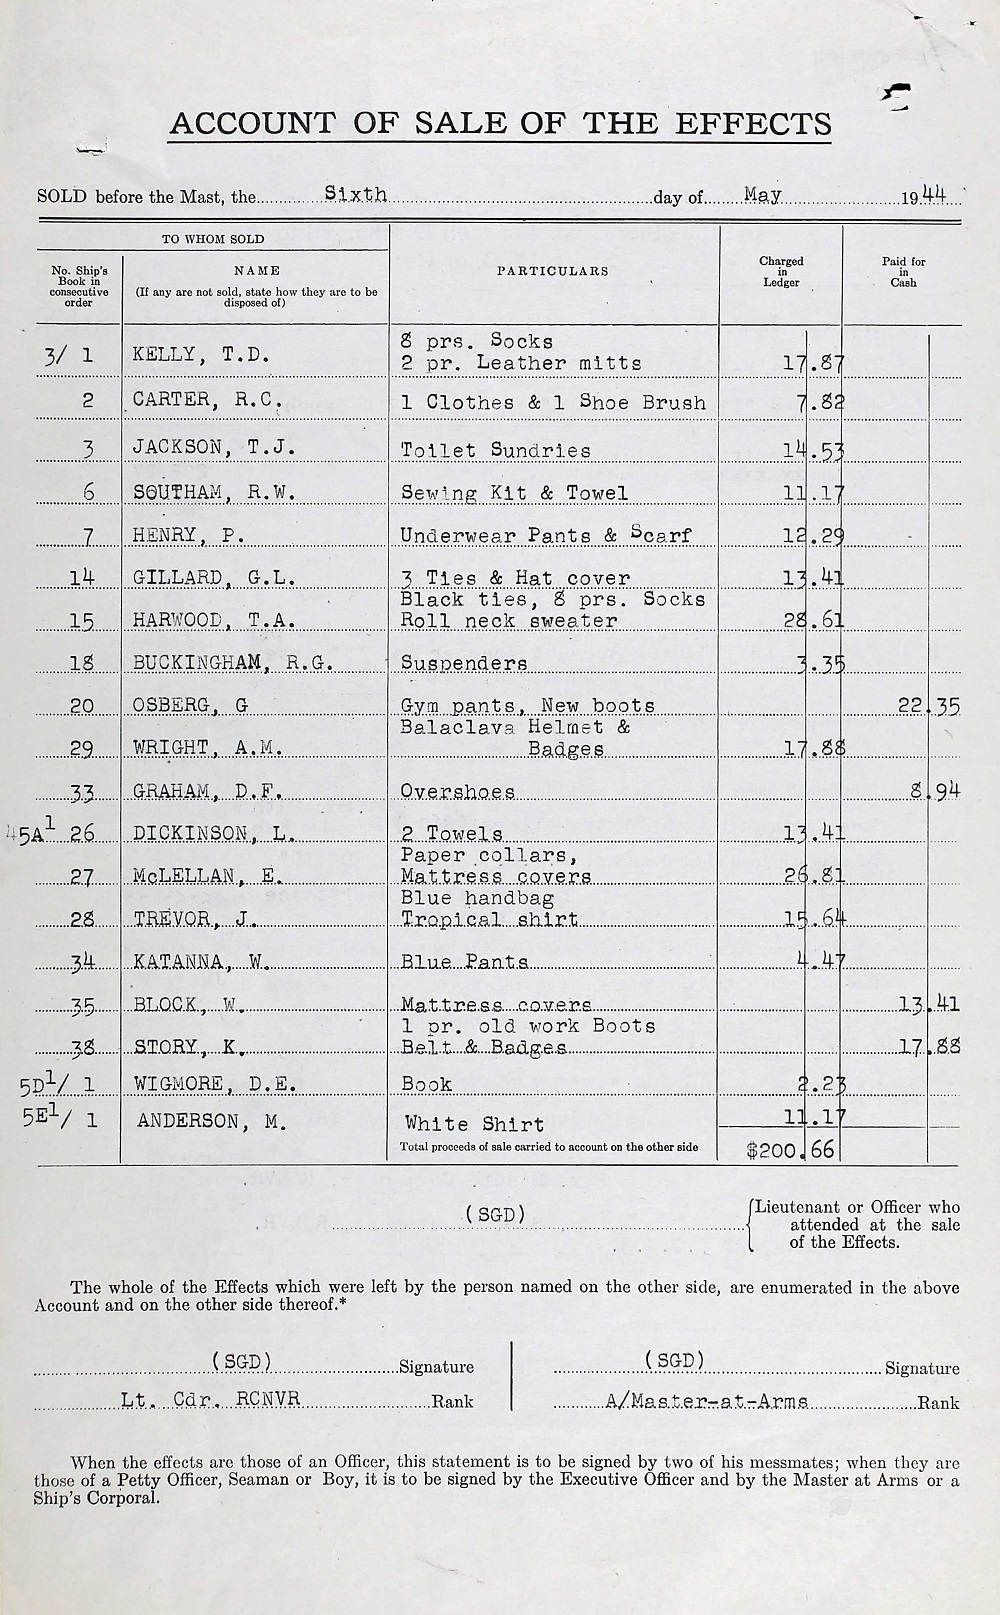 ACCOUNT OF SALE OF THE EFFECTS
SOLD before the Mast, the Sixth day of May 1944
TO WHOM SOLD
No. Ship's Book in consecutive order
NAME
(If any are not sold, state how they are to be disposed of)
PARTICULARS
Charged in Ledger
Paid for in Cash
8 prs. Socks
3/ 1 KELLY, T.D. 2 pr. Leather mitts 17.87
2 CARTER, R.C. 1 Clothes & 1 Shoe Brush 7.82
3 JACKSON, T.J. Toilet Sundries 14.53
6 SOUTHAM, R.W. Sewing Kit & Towel 11.17
7 HENRY, P. Underwear Pants & Scarf 12.29
14 GILLARD, G.L. 3 Ties & Hat cover 13.41
Black ties, 8 prs. Socks
15 HARWOOD, T.A. Roll neck sweater 28.61
18 BUCKINGHAM, R.G. Suspenders 3.35
20 OSBERG, G Gym pants, New boots 22.35
Balaclava Helmet &
29 WRIGHT, A.M. Badges 17.88
33 GRAHAM, D.F. Overshoes 8.94
45A1 26 DICKINSON, L. 2 Towels 13.41
Paper collars,
27 McLELLAN, E. Mattress covers 26.81
Blue handbag
28 TREVOR, J. Tropical shirt 15.64
34 KATANNA, W. Blue Pants 4.47
35 BLOCK, W. Mattress covers 13.41
1 pr. old work Boots
38 STORY, K. Belt & Badges 17.88
5D1/ 1 WIGMORE, D.E. Book 2.23
5E1/ 1 ANDERSON, M. White Shirt 11.17
Total proceeds of sale carried to account on the other side $200.66
(SGD)
Lieutenant or Officer who
attended at the sale
of the Effects.
The whole of the Effects which were left by the person named on the other side, are enumerated in the above
Account and on the other side thereof.*
(SGD) Signature
Lt. Cdr. RCNVR Rank
(SGD) Signature
A/Master-at-Arms Rank
When the effects are those of an Officer, this statement is to be signed by two of his messmates; when they are
those of a Petty Officer, Seaman or Boy, it is to be signed by the Executive Officer and by the Master at Arms or a
Ship's Corporal.